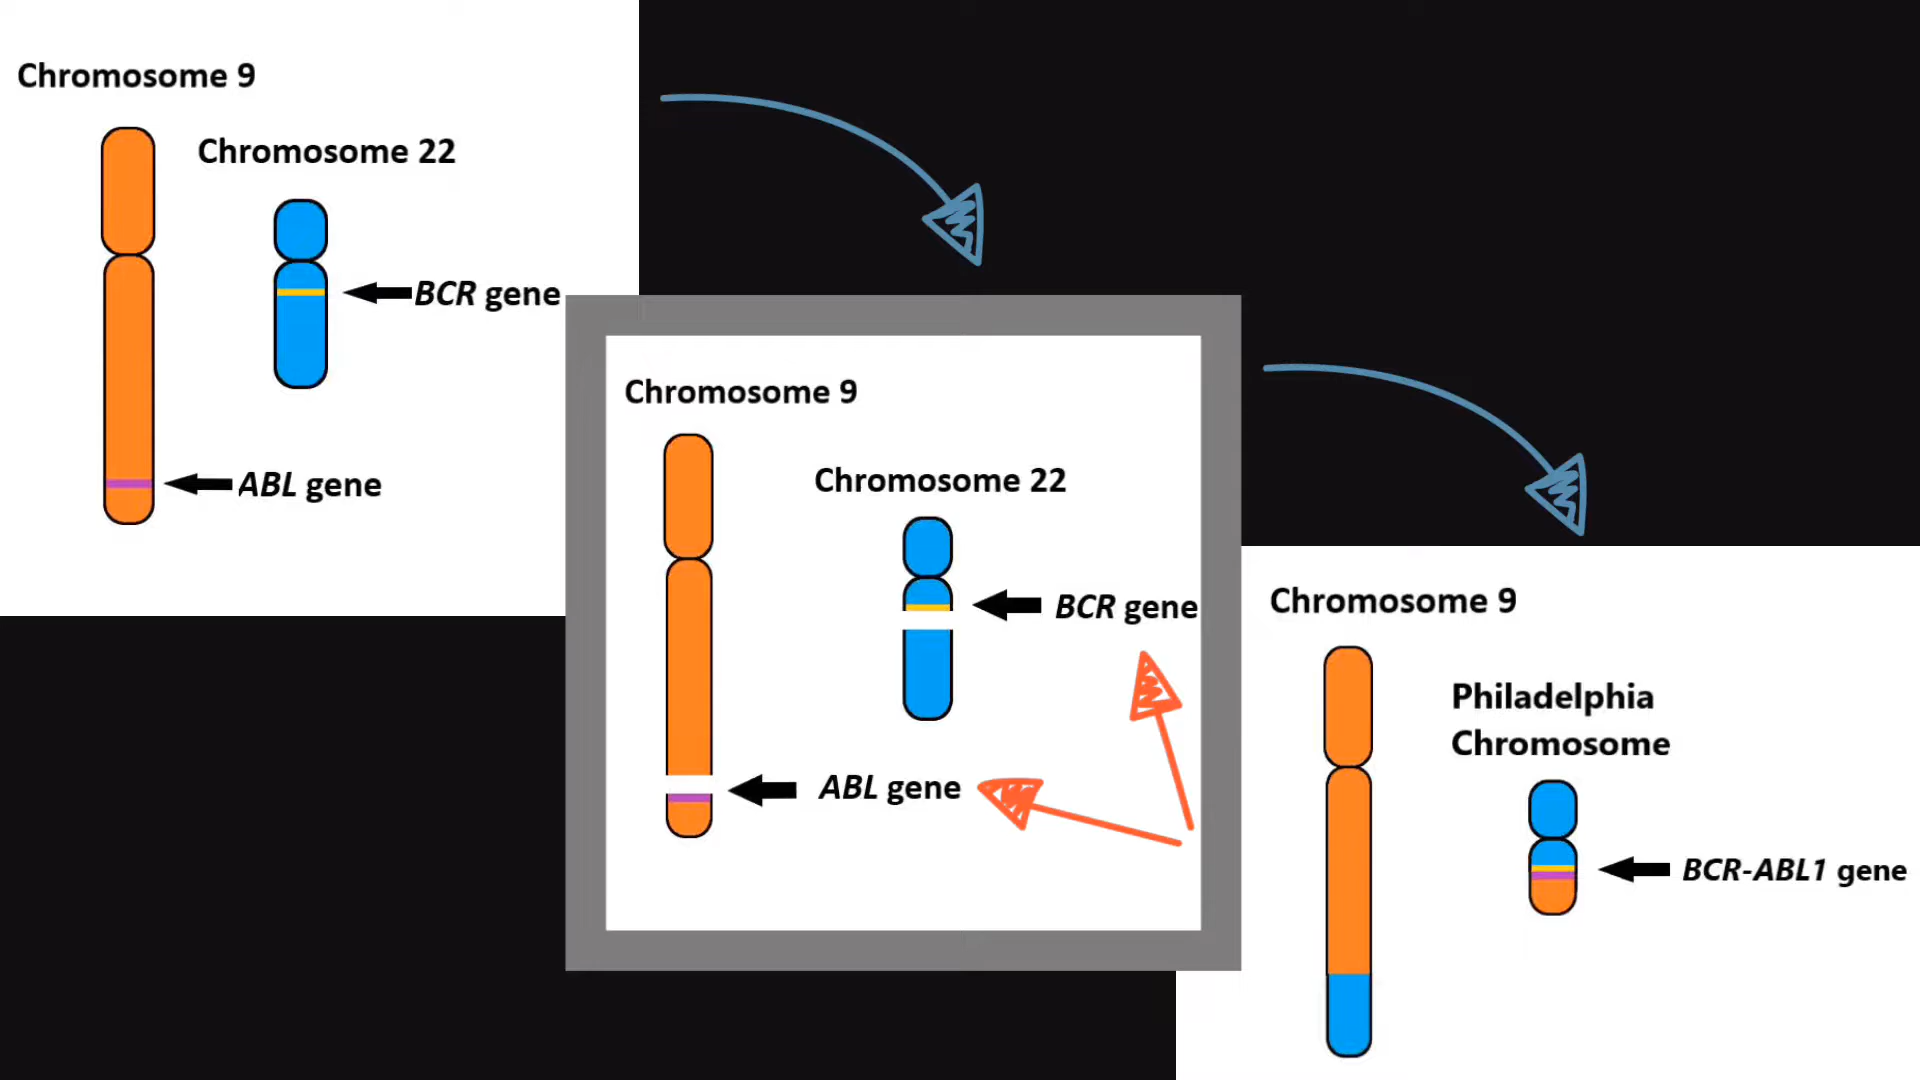 Chromosome 9
Chromosome 22
BCR gene
ABL gene
Chromosome 9
Chromosome 22
BCR gene
ABL gene
Chromosome 9
Philadelphia
Chromosome
BCR-ABL1 gene